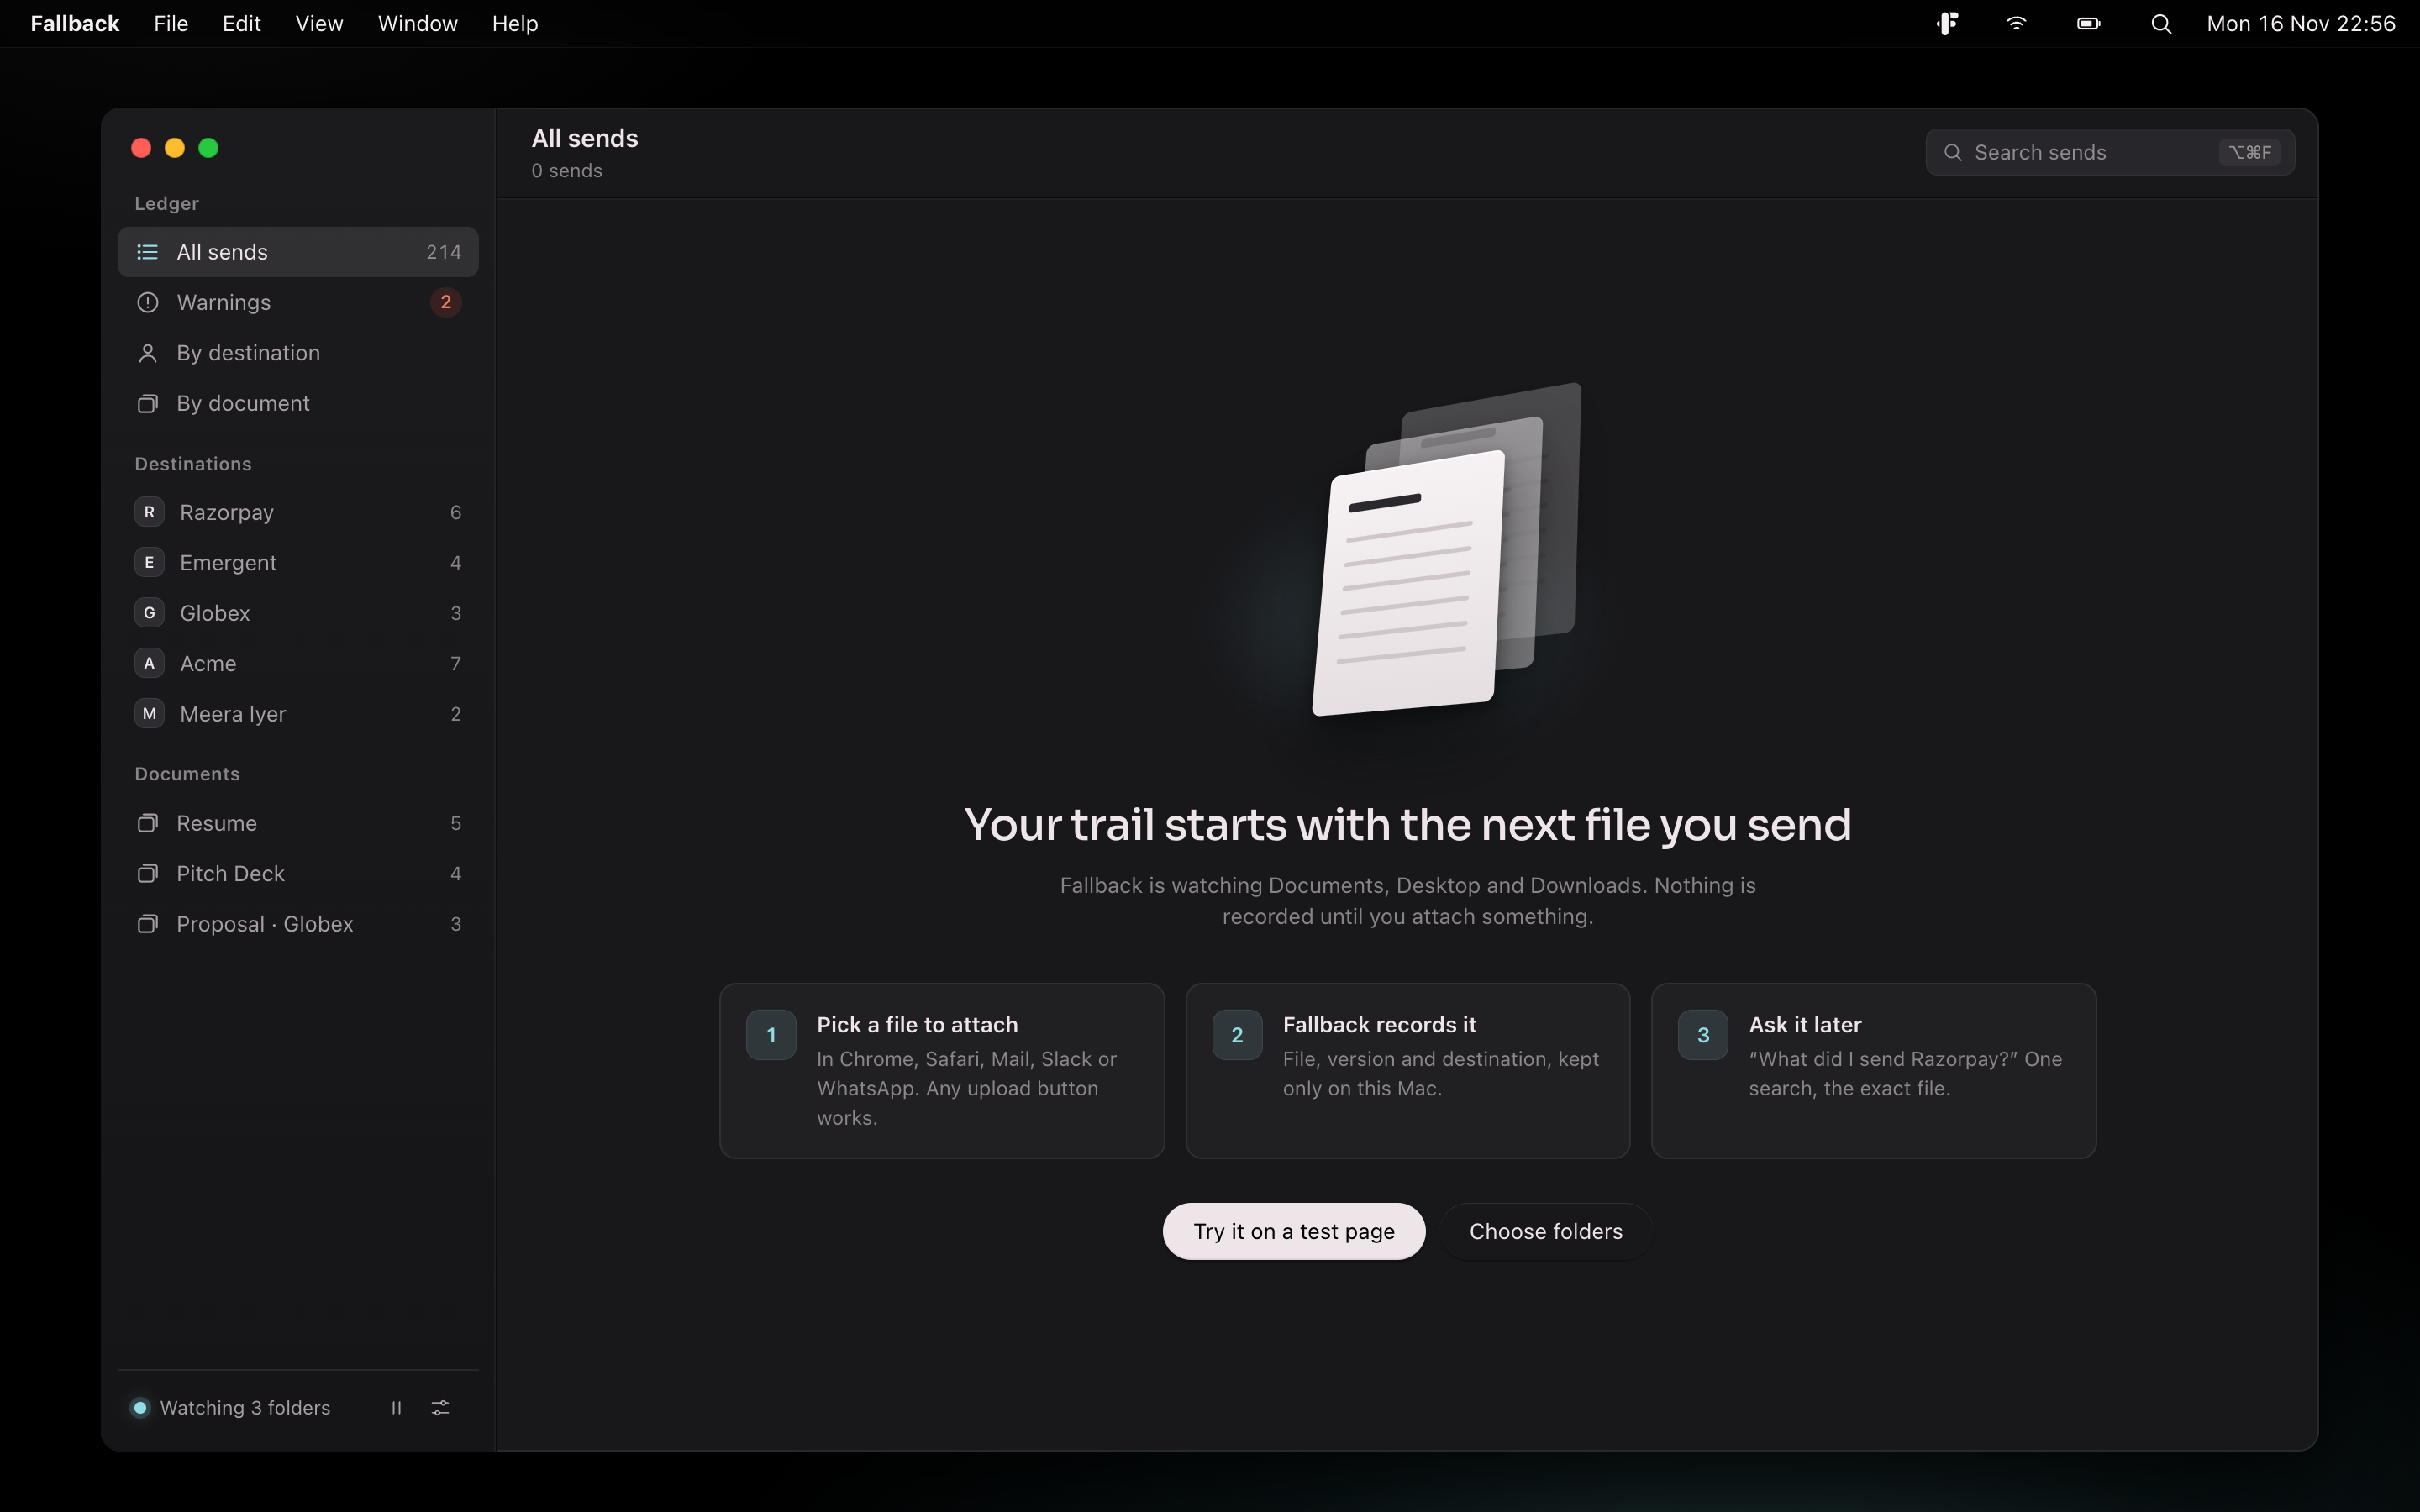 Fallback File Edit View Window Help Mon 16 Nov 22:56
All sends
0 sends
Search sends ⌥⌘F
Ledger
All sends 214
Warnings 2
By destination
By document
Destinations
R Razorpay 6
E Emergent 4
G Globex 3
A Acme 7
M Meera Iyer 2
Documents
Resume 5
Pitch Deck 4
Proposal · Globex 3
Watching 3 folders
Your trail starts with the next file you send
Fallback is watching Documents, Desktop and Downloads. Nothing is
recorded until you attach something.
1 Pick a file to attach
In Chrome, Safari, Mail, Slack or
WhatsApp. Any upload button
works.
2 Fallback records it
File, version and destination, kept
only on this Mac.
3 Ask it later
“What did I send Razorpay?” One
search, the exact file.
Try it on a test page
Choose folders